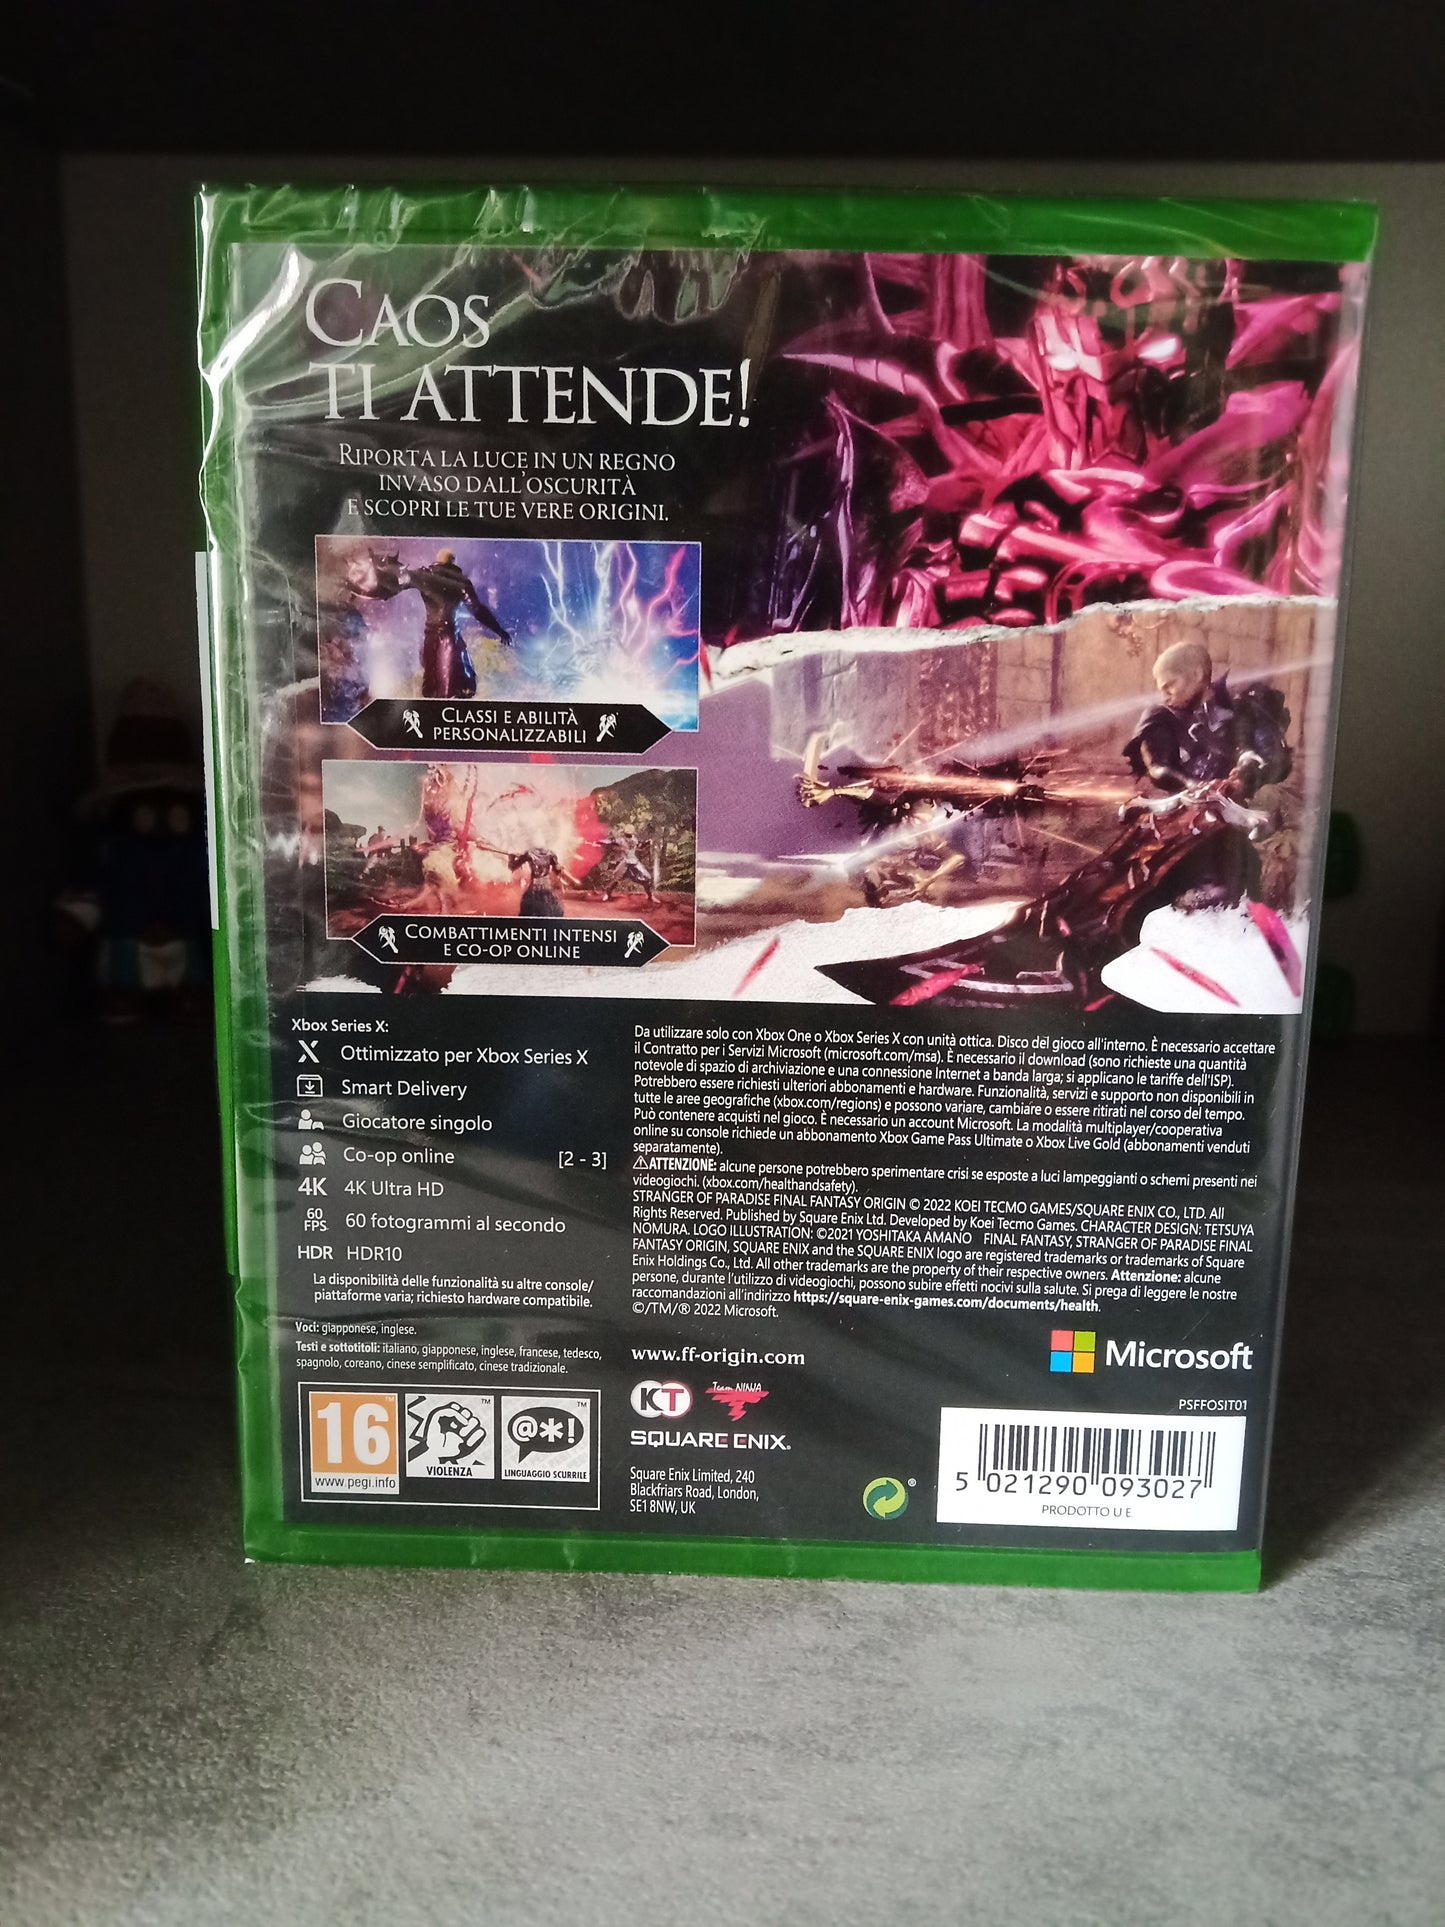 CAOS
TI ATTENDE!
RIPORTA LA LUCE IN UN REGNO
INVASO DALL'OSCURITÀ
E SCOPRI LE TUE VERE ORIGINI.
CLASSI E ABILITÀ
PERSONALIZZABILI
COMBATTIMENTI INTENSI
E CO-OP ONLINE
Xbox Series X:
Ottimizzato per Xbox Series X
Smart Delivery
Giocatore singolo
Co-op online [2 - 3]
4K 4K Ultra HD
60 FPS 60 fotogrammi al secondo
HDR HDR10
La disponibilità delle funzionalità su altre console/
piattaforme varia; richiesto hardware compatibile.
Voci: giapponese, inglese.
Testi e sottotitoli: italiano, giapponese, inglese, francese, tedesco,
spagnolo, coreano, cinese semplificato, cinese tradizionale.
16
www.pegi.info
VIOLENZA
@*!
LINGUAGGIO SCURRILE
Da utilizzare solo con Xbox One o Xbox Series X con unità ottica. Disco del gioco all'interno. È necessario accettare
il Contratto per i Servizi Microsoft (microsoft.com/msa). È necessario il download (sono richieste una quantità
notevole di spazio di archiviazione e una connessione Internet a banda larga; si applicano le tariffe dell'ISP).
Potrebbero essere richiesti ulteriori abbonamenti e hardware. Funzionalità, servizi e supporto non disponibili in
tutte le aree geografiche (xbox.com/regions) e possono variare, cambiare o essere ritirati nel corso del tempo.
Può contenere acquisti nel gioco. È necessario un account Microsoft. La modalità multiplayer/cooperativa
online su console richiede un abbonamento Xbox Game Pass Ultimate o Xbox Live Gold (abbonamenti venduti
separatamente).
⚠ATTENZIONE: alcune persone potrebbero sperimentare crisi se esposte a luci lampeggianti o schemi presenti nei
videogiochi. (xbox.com/healthandsafety).
STRANGER OF PARADISE FINAL FANTASY ORIGIN © 2022 KOEI TECMO GAMES/SQUARE ENIX CO., LTD. All
Rights Reserved. Published by Square Enix Ltd. Developed by Koei Tecmo Games. CHARACTER DESIGN: TETSUYA
NOMURA. LOGO ILLUSTRATION: ©2021 YOSHITAKA AMANO FINAL FANTASY, STRANGER OF PARADISE FINAL
FANTASY ORIGIN, SQUARE ENIX and the SQUARE ENIX logo are registered trademarks or trademarks of Square
Enix Holdings Co., Ltd. All other trademarks are the property of their respective owners. Attenzione: alcune
persone, durante l'utilizzo di videogiochi, possono subire effetti nocivi sulla salute. Si prega di leggere le nostre
raccomandazioni all'indirizzo https://square-enix-games.com/documents/health.
©/TM/® 2022 Microsoft.
www.ff-origin.com
Microsoft
KT
Team NINJA
SQUARE ENIX.
Square Enix Limited, 240
Blackfriars Road, London,
SE1 8NW, UK
PSFFOSIT01
5 021290 093027
PRODOTTO U E